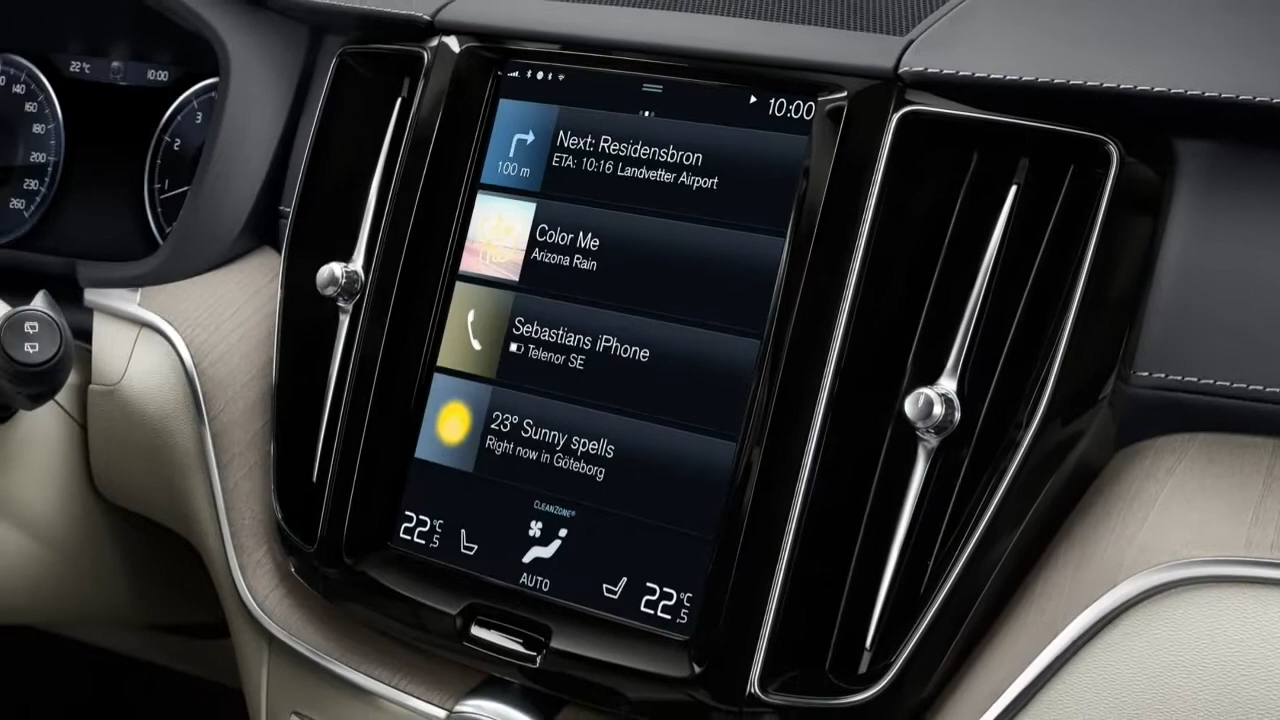 140
160
180
200
230
260
22°C
10:00
3
2
1
10:00
100 m
Next: Residensbron
ETA: 10:16 Landvetter Airport
Color Me
Arizona Rain
Sebastians iPhone
Telenor SE
23° Sunny spells
Right now in Göteborg
CLEANZONE®
22,5 °C
AUTO
22,5 °C